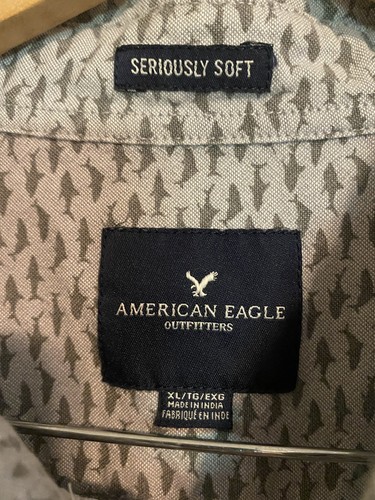 SERIOUSLY SOFT
AMERICAN EAGLE
OUTFITTERS
XL/TG/EXG
MADE IN INDIA
FABRIQUÉ EN INDE